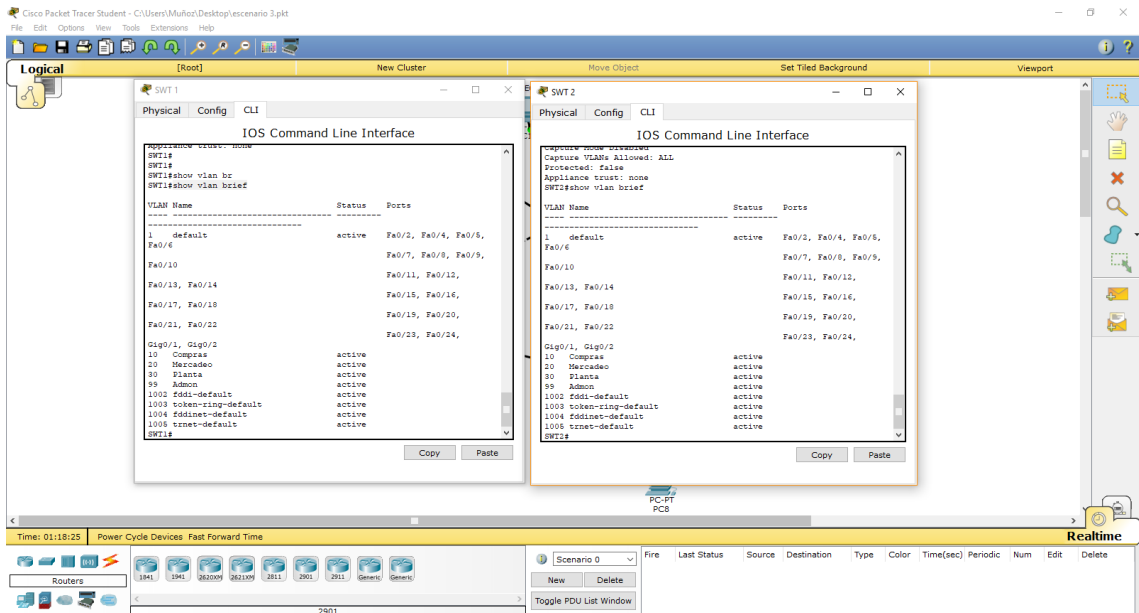 Cisco Packet Tracer Student - C:\Users\Muñoz\Desktop\escenario 3.pkt
File Edit Options View Tools Extensions Help
Logical [Root] New Cluster Move Object Set Tiled Background Viewport
SWT 1
Physical Config CLI
IOS Command Line Interface
Appliance trust: none
SWT1#
SWT1#
SWT1#show vlan br
SWT1#show vlan brief
VLAN Name Status Ports
---- -------------------------------- ---------
-------------------------------
1 default active Fa0/2, Fa0/4, Fa0/5,
Fa0/6
Fa0/7, Fa0/8, Fa0/9,
Fa0/10
Fa0/11, Fa0/12,
Fa0/13, Fa0/14
Fa0/15, Fa0/16,
Fa0/17, Fa0/18
Fa0/19, Fa0/20,
Fa0/21, Fa0/22
Fa0/23, Fa0/24,
Gig0/1, Gig0/2
10 Compras active
20 Mercadeo active
30 Planta active
99 Admon active
1002 fddi-default active
1003 token-ring-default active
1004 fddinet-default active
1005 trnet-default active
SWT1#
Copy Paste
SWT 2
Physical Config CLI
IOS Command Line Interface
Capture Mode Disabled
Capture VLANs Allowed: ALL
Protected: false
Appliance trust: none
SWT2#show vlan brief
VLAN Name Status Ports
---- -------------------------------- ---------
-------------------------------
1 default active Fa0/2, Fa0/4, Fa0/5,
Fa0/6
Fa0/7, Fa0/8, Fa0/9,
Fa0/10
Fa0/11, Fa0/12,
Fa0/13, Fa0/14
Fa0/15, Fa0/16,
Fa0/17, Fa0/18
Fa0/19, Fa0/20,
Fa0/21, Fa0/22
Fa0/23, Fa0/24,
Gig0/1, Gig0/2
10 Compras active
20 Mercadeo active
30 Planta active
99 Admon active
1002 fddi-default active
1003 token-ring-default active
1004 fddinet-default active
1005 trnet-default active
SWT2#
Copy Paste
PC-PT
PC8
Time: 01:18:25 Power Cycle Devices Fast Forward Time Realtime
Routers
1841 1941 2620XM 2621XM 2811 2901 2911 Generic Generic
2901
Scenario 0
New Delete
Toggle PDU List Window
Fire Last Status Source Destination Type Color Time(sec) Periodic Num Edit Delete